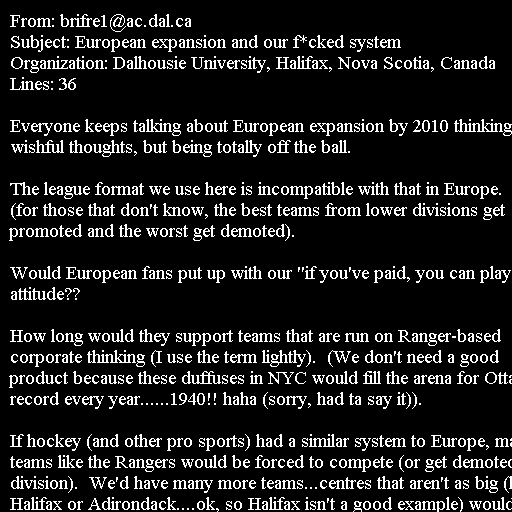 From: brifre1@ac.dal.ca
Subject: European expansion and our f*cked system
Organization: Dalhousie University, Halifax, Nova Scotia, Canada
Lines: 36
Everyone keeps talking about European expansion by 2010 thinking
wishful thoughts, but being totally off the ball.
The league format we use here is incompatible with that in Europe.
(for those that don't know, the best teams from lower divisions get
promoted and the worst get demoted).
Would European fans put up with our "if you've paid, you can play
attitude??
How long would they support teams that are run on Ranger-based
corporate thinking (I use the term lightly).  (We don't need a good
product because these duffuses in NYC would fill the arena for
record every year......1940!! haha (sorry, had ta say it)).
If hockey (and other pro sports) had a similar system to Europe,
teams like the Rangers would be forced to compete (or get demoted
division).  We'd have many more teams...centres that aren't as big
Halifax or Adirondack....ok, so Halifax isn't a good example) would